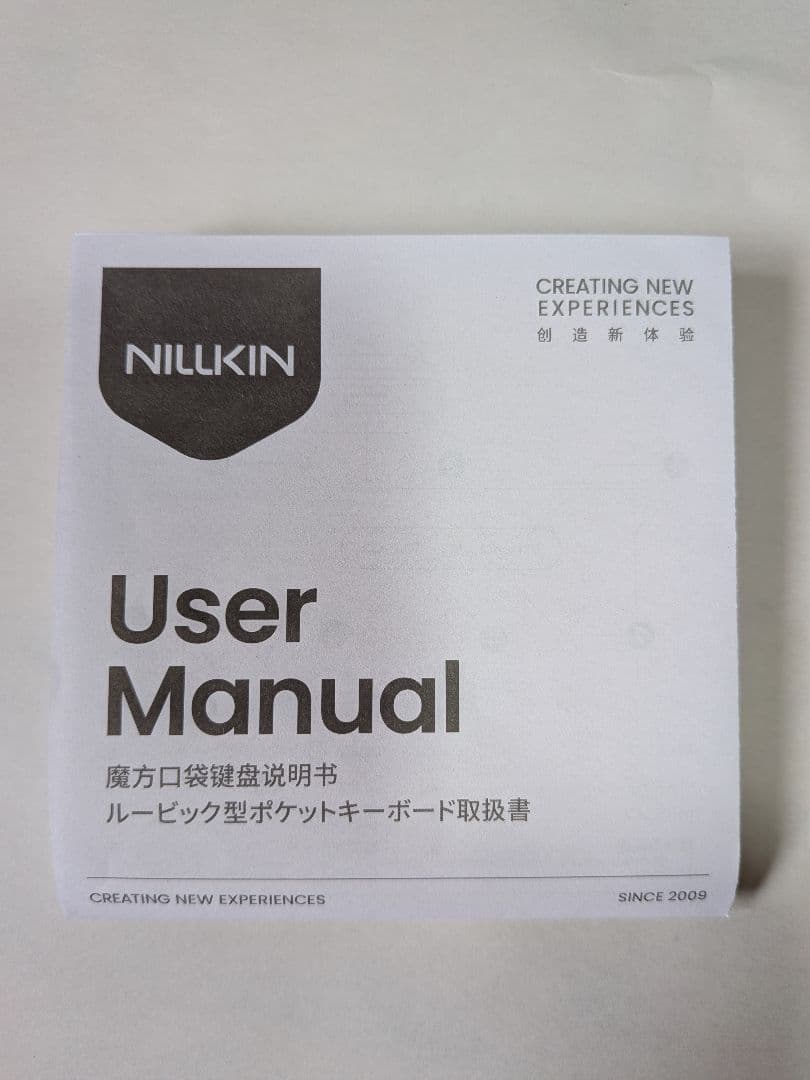 NILLKIN
CREATING NEW
EXPERIENCES
创造新体验
User
Manual
魔方口袋键盘说明书
ルービック型ポケットキーボード取扱書
CREATING NEW EXPERIENCES
SINCE 2009